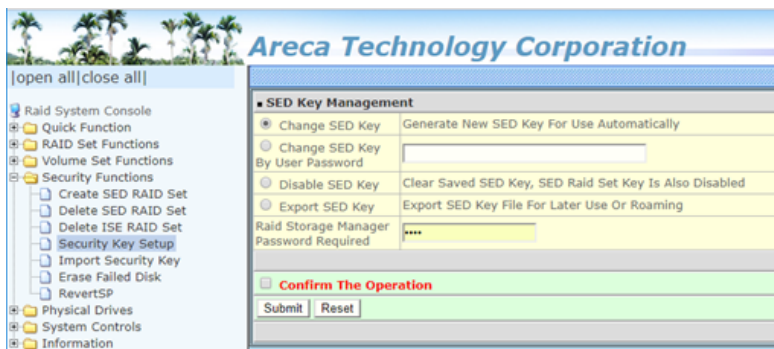 Areca Technology Corporation
|open all|close all|
Raid System Console
Quick Function
RAID Set Functions
Volume Set Functions
Security Functions
Create SED RAID Set
Delete SED RAID Set
Delete ISE RAID Set
Security Key Setup
Import Security Key
Erase Failed Disk
RevertSP
Physical Drives
System Controls
Information
SED Key Management
Change SED Key Generate New SED Key For Use Automatically
Change SED Key
By User Password
Disable SED Key Clear Saved SED Key, SED Raid Set Key Is Also Disabled
Export SED Key Export SED Key File For Later Use Or Roaming
Raid Storage Manager
Password Required ••••
Confirm The Operation
Submit Reset